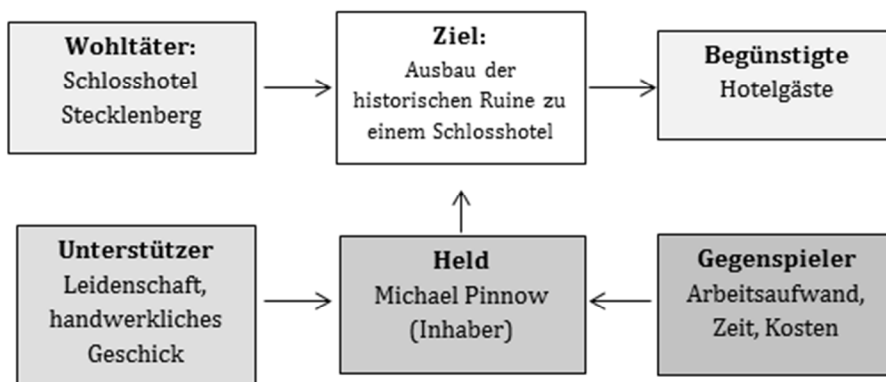 Wohltäter:
Schlosshotel
Stecklenberg
Ziel:
Ausbau der
historischen Ruine zu
einem Schlosshotel
Begünstigte
Hotelgäste
Unterstützer
Leidenschaft,
handwerkliches
Geschick
Held
Michael Pinnow
(Inhaber)
Gegenspieler
Arbeitsaufwand,
Zeit, Kosten